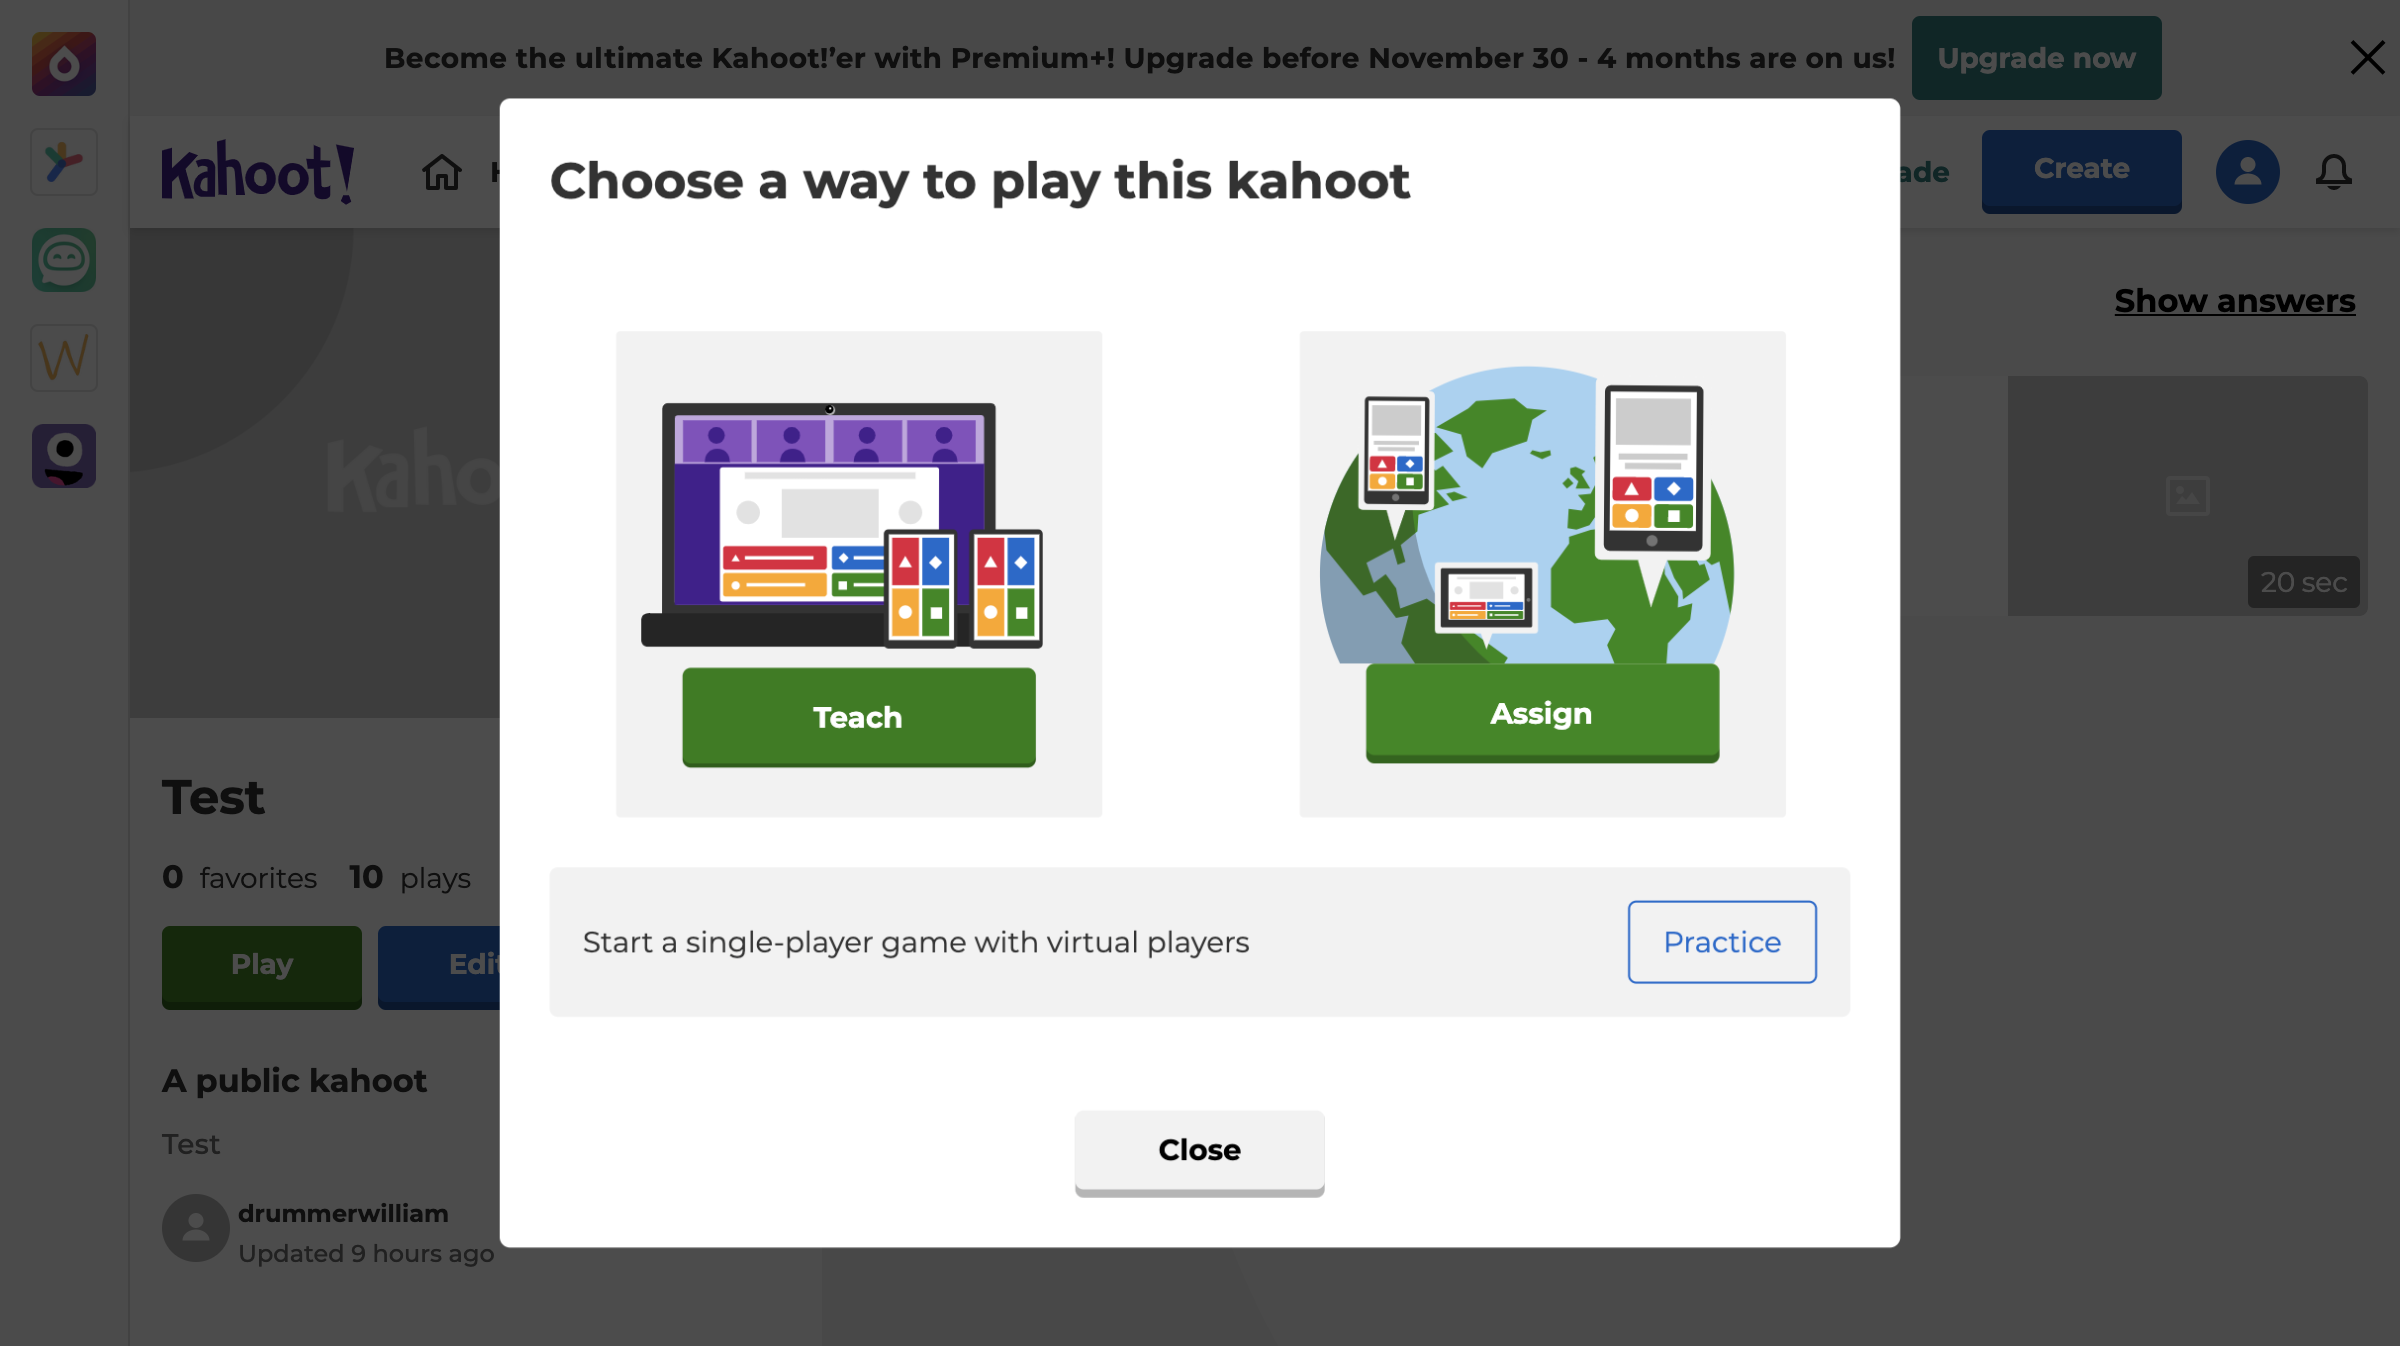 Become the ultimate Kahoot!’er with Premium+! Upgrade before November 30 - 4 months are on us!
Upgrade now
Kahoot!
Create
Choose a way to play this kahoot
Show answers
Kaho
W
20 sec
Teach
Assign
Test
0 favorites 10 plays
Play
Edit
Start a single-player game with virtual players
Practice
A public kahoot
Test
Close
drummerwilliam
Updated 9 hours ago